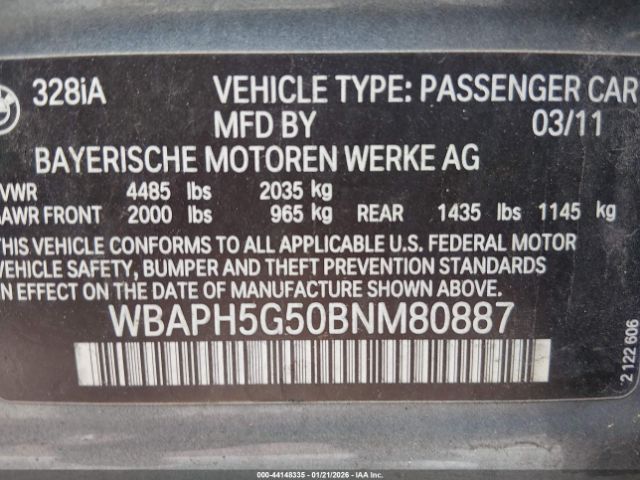 328iA VEHICLE TYPE: PASSENGER CAR
MFD BY 03/11
BAYERISCHE MOTOREN WERKE AG
VWR 4485 lbs 2035 kg
AWR FRONT 2000 lbs 965 kg REAR 1435 lbs 1145 kg
THIS VEHICLE CONFORMS TO ALL APPLICABLE U.S. FEDERAL MOTOR
VEHICLE SAFETY, BUMPER AND THEFT PREVENTION STANDARDS
IN EFFECT ON THE DATE OF MANUFACTURE SHOWN ABOVE.
WBAPH5G50BNM80887
2 122 606
000-44148335 - 01/21/2026 - IAA Inc.